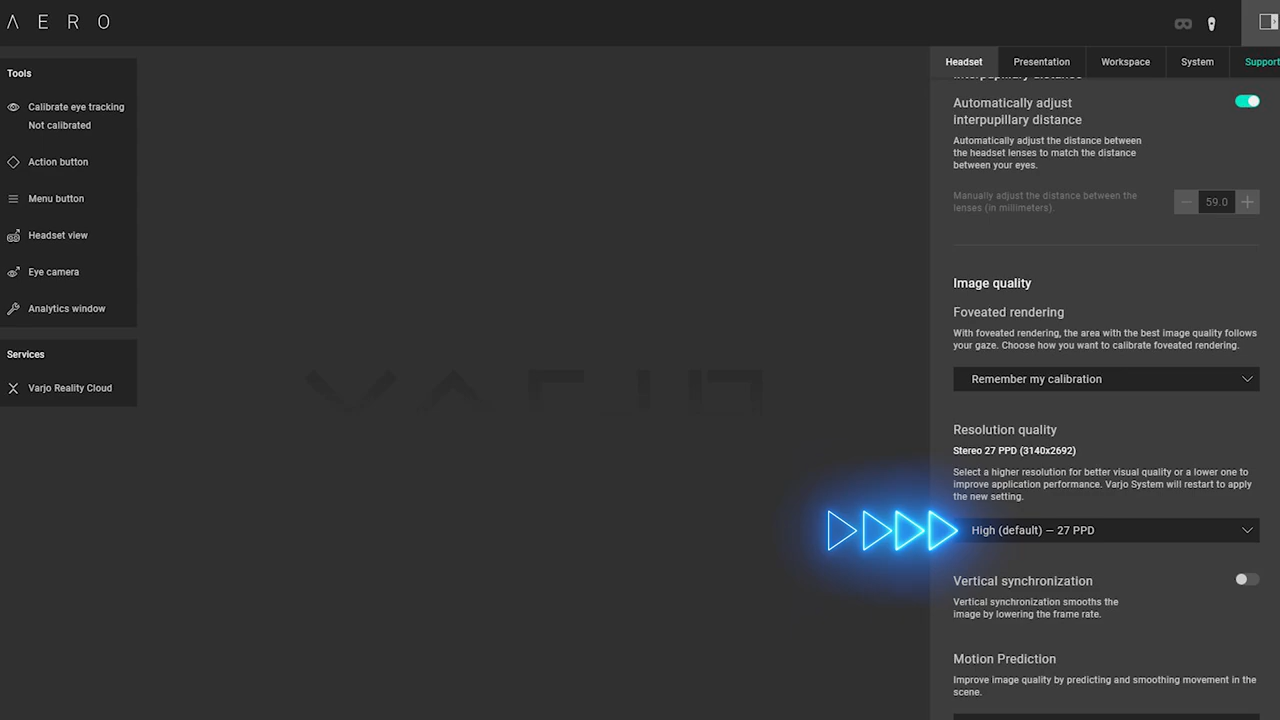 AERO
Tools
Calibrate eye tracking
Not calibrated
Action button
Menu button
Headset view
Eye camera
Analytics window
Services
Varjo Reality Cloud
VARJO
Headset
Presentation
Workspace
System
Support
Interpupillary distance
Automatically adjust
interpupillary distance
Automatically adjust the distance between
the headset lenses to match the distance
between your eyes.
Manually adjust the distance between the
lenses (in millimeters).
59.0
Image quality
Foveated rendering
With foveated rendering, the area with the best image quality follows
your gaze. Choose how you want to calibrate foveated rendering.
Remember my calibration
Resolution quality
Stereo 27 PPD (3140x2692)
Select a higher resolution for better visual quality or a lower one to
improve application performance. Varjo System will restart to apply
the new setting.
High (default) — 27 PPD
Vertical synchronization
Vertical synchronization smooths the
image by lowering the frame rate.
Motion Prediction
Improve image quality by predicting and smoothing movement in the
scene.